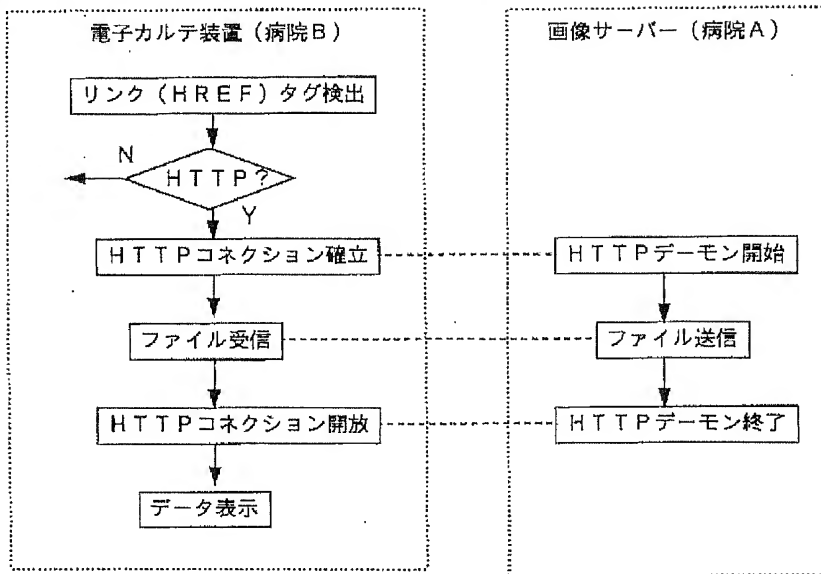 電子カルテ装置（病院B）
リンク（HREF）タグ検出
HTTP？
N
Y
HTTPコネクション確立
ファイル受信
HTTPコネクション開放
データ表示
画像サーバー（病院A）
HTTPデーモン開始
ファイル送信
HTTPデーモン終了